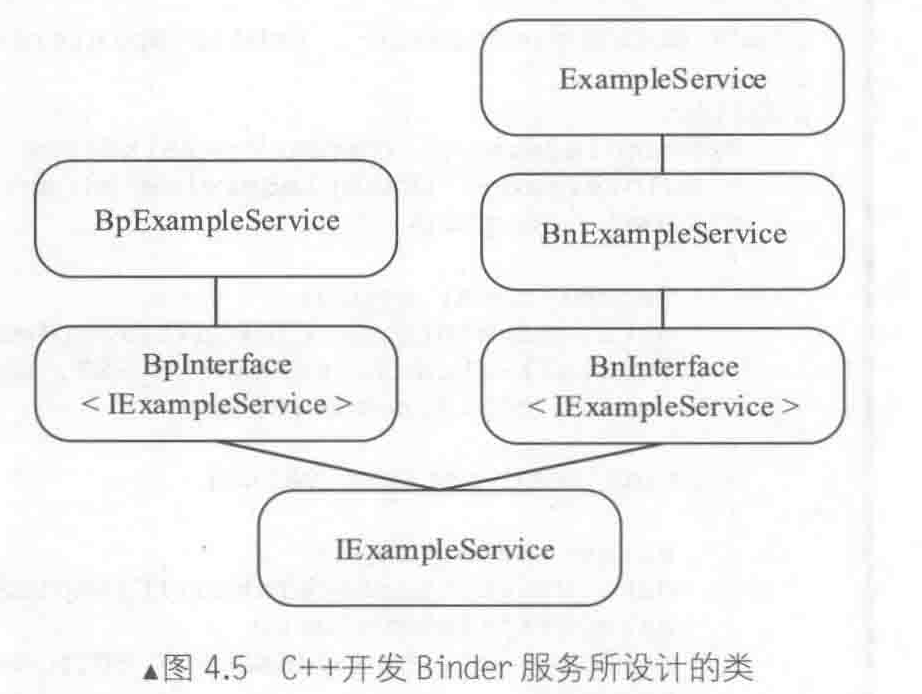 ExampleService
BpExampleService
BnExampleService
BpInterface
< IExampleService >
BnInterface
< IExampleService >
IExampleService
▲图 4.5 C++开发 Binder 服务所设计的类